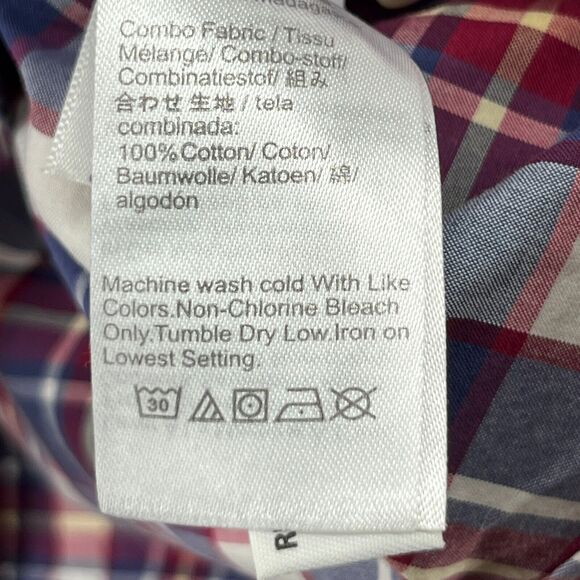 Combo Fabric / Tissu
Mélange/ Combo-stoff/
Combinatiestof/ 組み
合わせ 生地 / tela
combinada:
100%Cotton/ Coton/
Baumwolle/ Katoen/ 綿/
algodón
Machine wash cold With Like
Colors.Non-Chlorine Bleach
Only.Tumble Dry Low.Iron on
Lowest Setting.
30